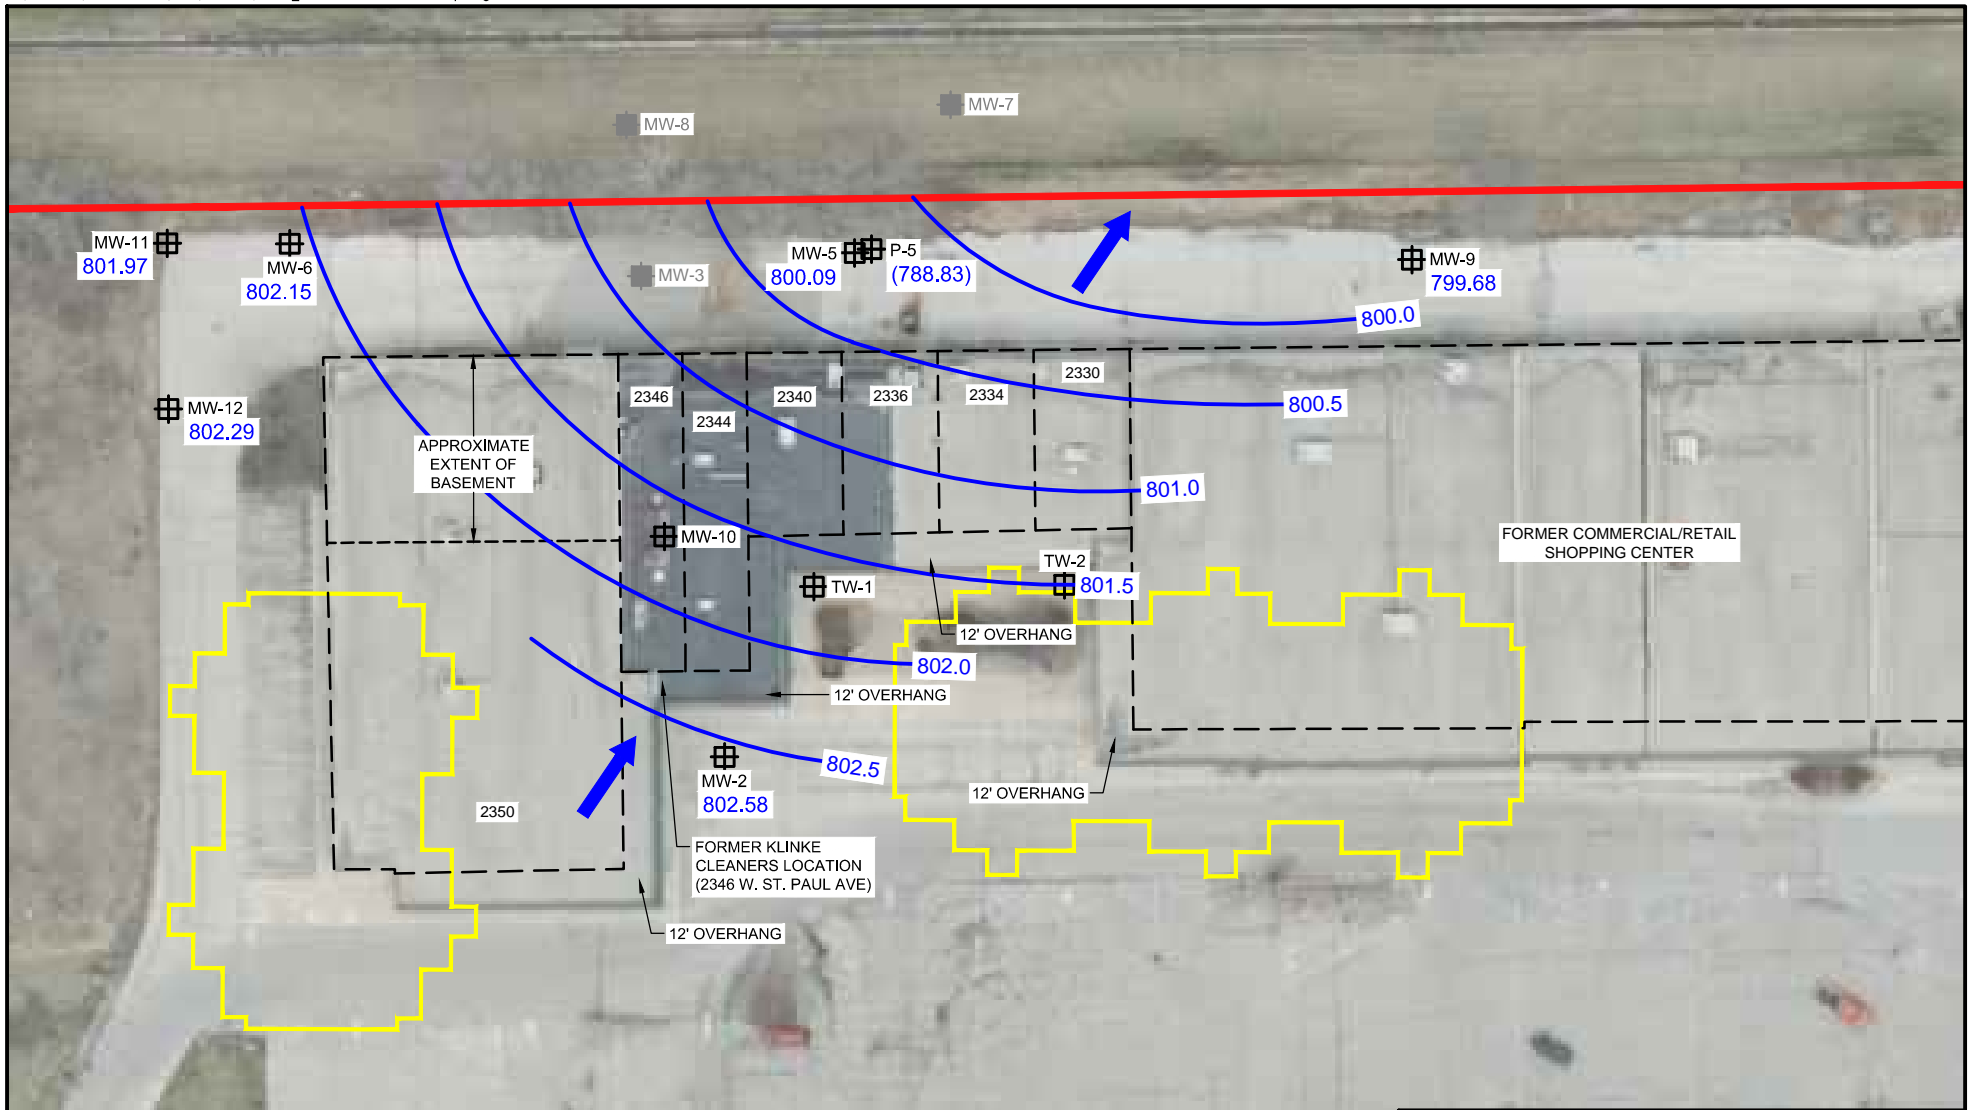 MW-7
MW-8
MW-11
801.97
MW-6
802.15
MW-3
MW-5
800.09
P-5
(788.83)
MW-9
799.68
800.0
MW-12
802.29
2346
2344
2340
2336
2334
2330
800.5
APPROXIMATE
EXTENT OF
BASEMENT
801.0
MW-10
FORMER COMMERCIAL/RETAIL
SHOPPING CENTER
TW-1
TW-2
801.5
12' OVERHANG
802.0
12' OVERHANG
802.5
MW-2
802.58
12' OVERHANG
2350
FORMER KLINKE
CLEANERS LOCATION
(2346 W. ST. PAUL AVE)
12' OVERHANG